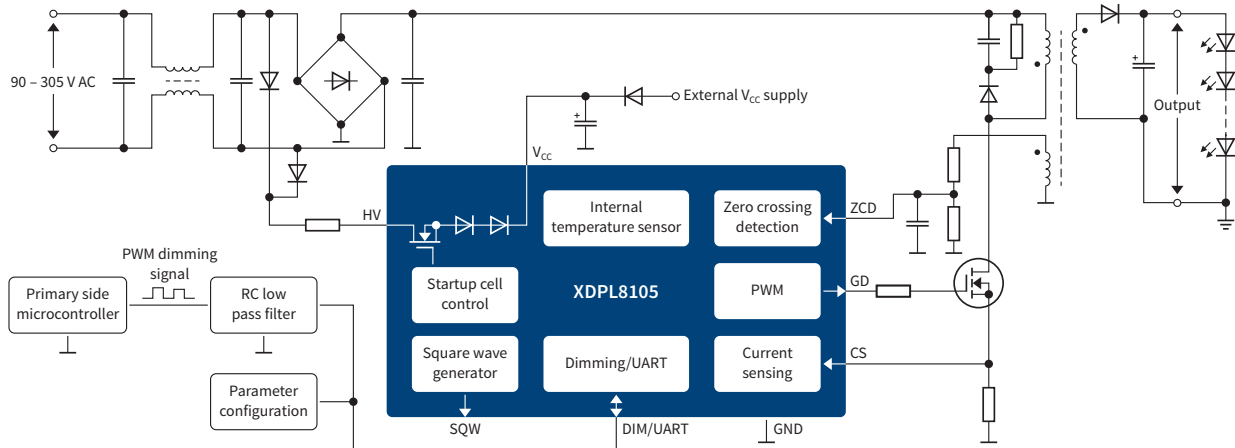 90 – 305 V AC
External VCC supply
Output
VCC
HV
Internal
temperature sensor
Zero crossing
detection
ZCD
PWM dimming
signal
Primary side
microcontroller
RC low
pass filter
Startup cell
control
XDPL8105
PWM
GD
Square wave
generator
Dimming/UART
Current
sensing
CS
Parameter
configuration
SQW
DIM/UART
GND
+
+